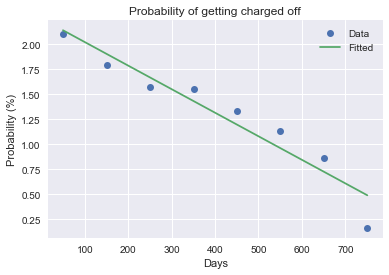 Probability of getting charged off
Data
Fitted
Probability (%)
2.00
1.75
1.50
1.25
1.00
0.75
0.50
0.25
100 200 300 400 500 600 700
Days